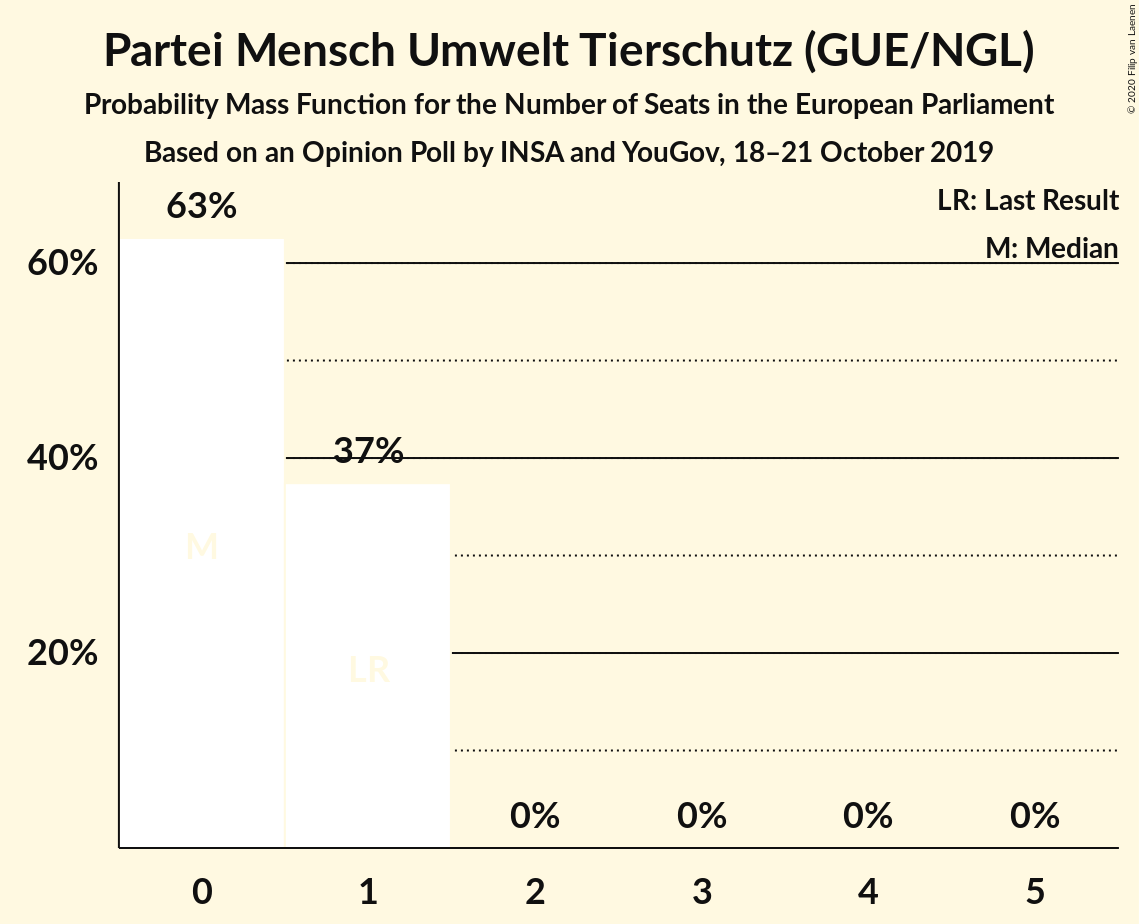 Partei Mensch Umwelt Tierschutz (GUE/NGL)
Probability Mass Function for the Number of Seats in the European Parliament
Based on an Opinion Poll by INSA and YouGov, 18–21 October 2019
© 2020 Filip van Laenen
LR: Last Result
M: Median
63%
60%
37%
40%
M
LR
20%
0% 0% 0% 0%
0 1 2 3 4 5